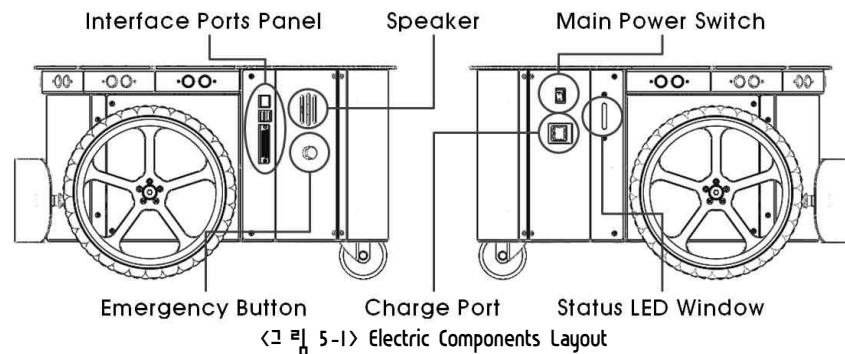 Interface Ports Panel Speaker Main Power Switch
Emergency Button Charge Port Status LED Window
<그림 5-1> Electric Components Layout